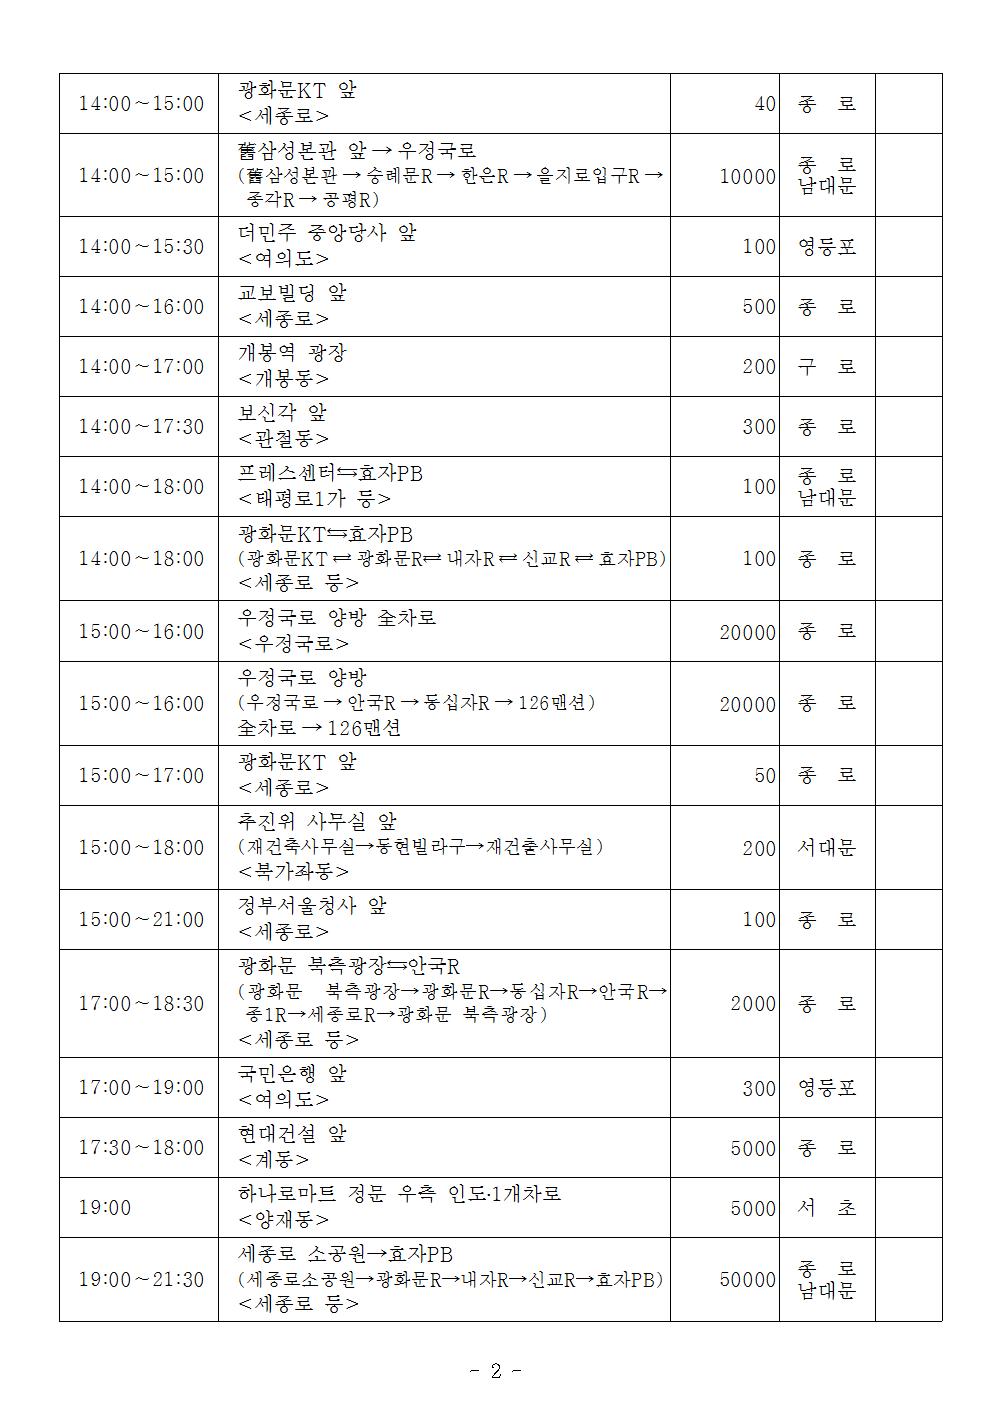 14:00～15:00 광화문KT 앞 40 종 로
<세종로>
14:00～15:00 舊삼성본관 앞→우정국로 10000 종 로
(舊삼성본관→숭례문R→한은R→을지로입구R→ 남대문
종각R→공평R)
14:00～15:30 더민주 중앙당사 앞 100 영등포
<여의도>
14:00～16:00 교보빌딩 앞 500 종 로
<세종로>
14:00～17:00 개봉역 광장 200 구 로
<개봉동>
14:00～17:30 보신각 앞 300 종 로
<관철동>
14:00～18:00 프레스센터⇆효자PB 100 종 로
<태평로1가 등> 남대문
14:00～18:00 광화문KT⇆효자PB 100 종 로
(광화문KT⇌광화문R⇌내자R⇌신교R⇌효자PB)
<세종로 등>
15:00～16:00 우정국로 양방 全차로 20000 종 로
<우정국로>
15:00～16:00 우정국로 양방 20000 종 로
(우정국로→안국R→동십자R→126맨션)
全차로→126맨션
15:00～17:00 광화문KT 앞 50 종 로
<세종로>
15:00～18:00 추진위 사무실 앞 200 서대문
(재건축사무실→동현빌라구→재건출사무실)
<북가좌동>
15:00～21:00 정부서울청사 앞 100 종 로
<세종로>
17:00～18:30 광화문 북측광장⇆안국R 2000 종 로
(광화문 북측광장→광화문R→동십자R→안국R→
종1R→세종로R→광화문 북측광장)
<세종로 등>
17:00～19:00 국민은행 앞 300 영등포
<여의도>
17:30～18:00 현대건설 앞 5000 종 로
<계동>
19:00 하나로마트 정문 우측 인도·1개차로 5000 서 초
<양재동>
19:00～21:30 세종로 소공원→효자PB 50000 종 로
(세종로소공원→광화문R→내자R→신교R→효자PB) 남대문
<세종로 등>
- 2 -